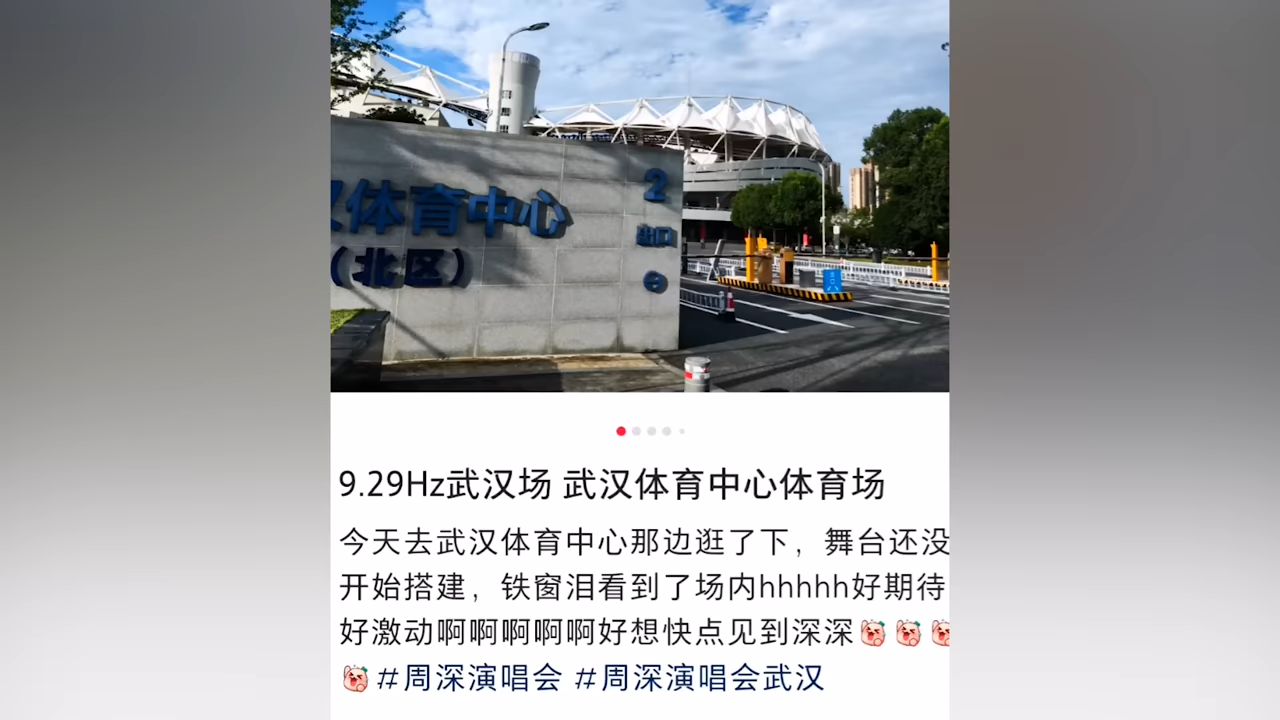 汉体育中心
2
（北区）
出口
9.29Hz武汉场 武汉体育中心体育场
今天去武汉体育中心那边逛了下，舞台还没
开始搭建，铁窗泪看到了场内hhhhh好期待
好激动啊啊啊啊啊好想快点见到深深
#周深演唱会 #周深演唱会武汉